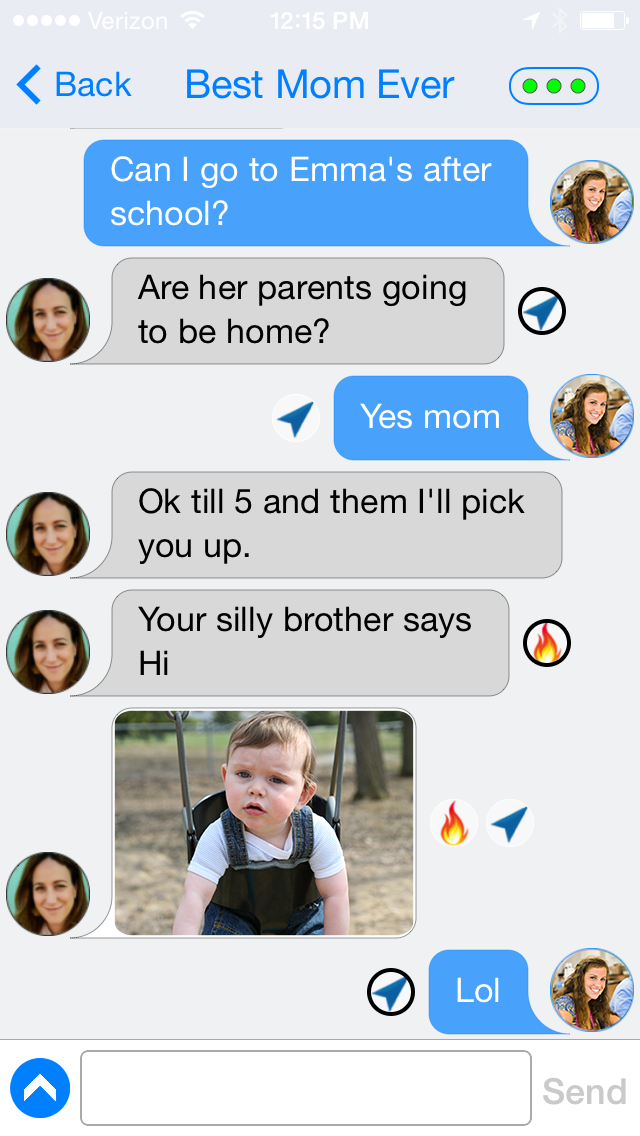 Verizon 12:15 PM
Back Best Mom Ever
Can I go to Emma's after
school?
Are her parents going
to be home?
Yes mom
Ok till 5 and them I'll pick
you up.
Your silly brother says
Hi
Lol
Send